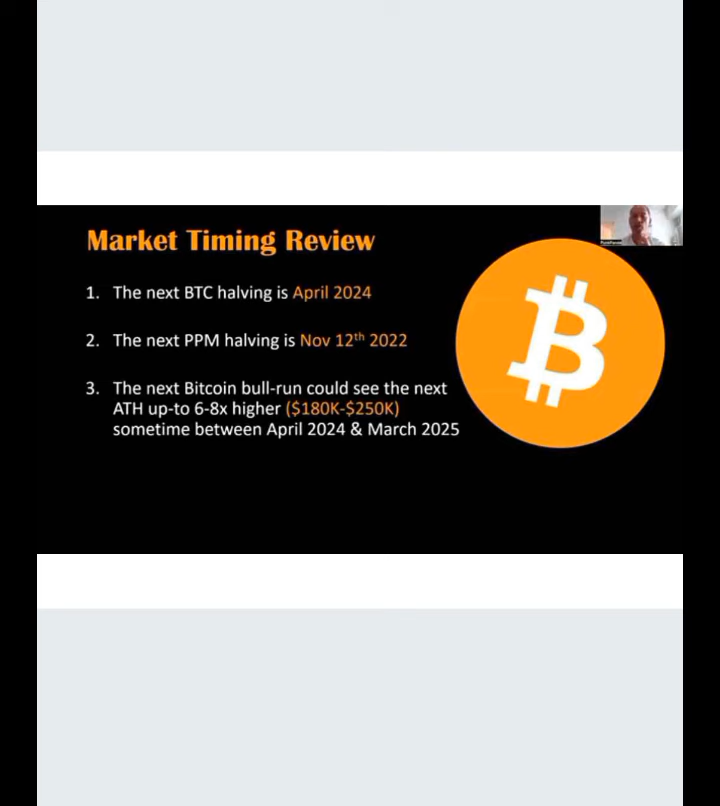 Market Timing Review
1. The next BTC halving is April 2024
2. The next PPM halving is Nov 12th 2022
3. The next Bitcoin bull-run could see the next
ATH up-to 6-8x higher ($180K-$250K)
sometime between April 2024 & March 2025